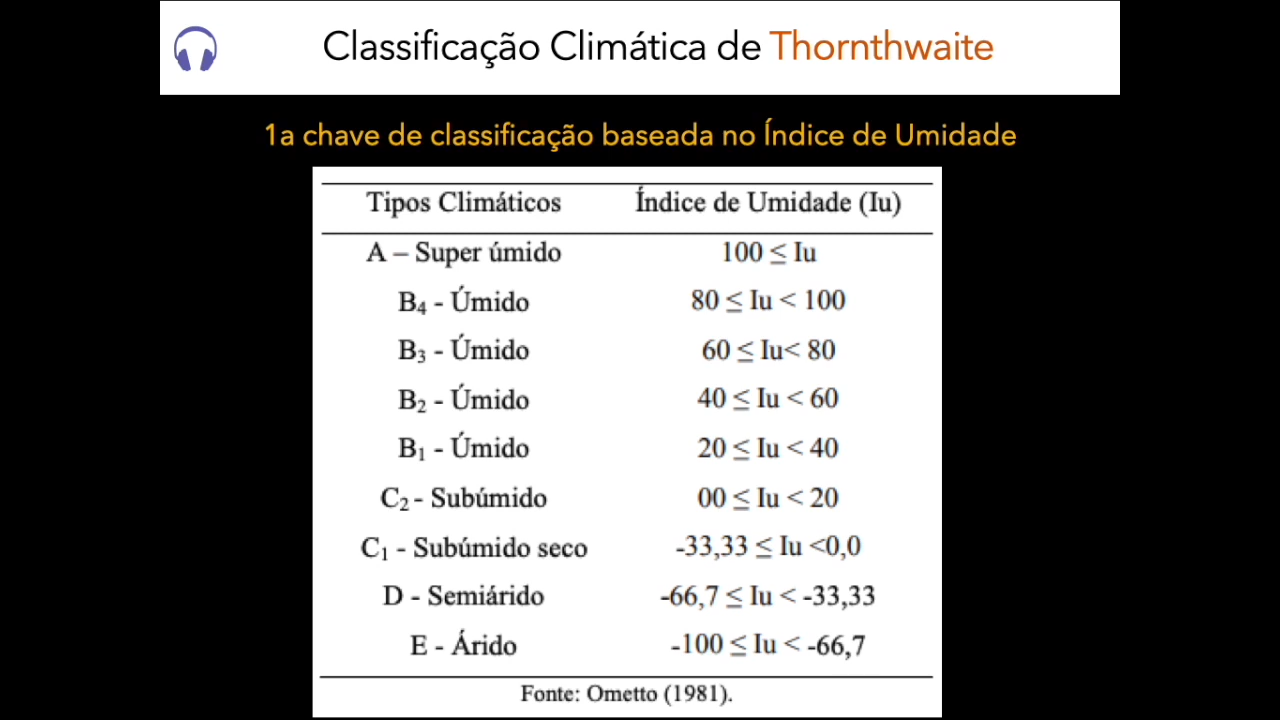 Classificação Climática de Thornthwaite
1a chave de classificação baseada no Índice de Umidade
Tipos Climáticos Índice de Umidade (Iu)
A – Super úmido 100 ≤ Iu
B₄ - Úmido 80 ≤ Iu < 100
B₃ - Úmido 60 ≤ Iu< 80
B₂ - Úmido 40 ≤ Iu < 60
B₁ - Úmido 20 ≤ Iu < 40
C₂ - Subúmido 00 ≤ Iu < 20
C₁ - Subúmido seco -33,33 ≤ Iu <0,0
D - Semiárido -66,7 ≤ Iu < -33,33
E - Árido -100 ≤ Iu < -66,7
Fonte: Ometto (1981).